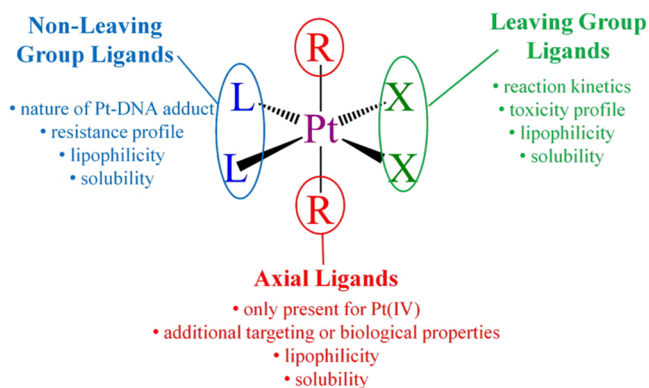 Non-Leaving
Group Ligands
• nature of Pt-DNA adduct
• resistance profile
• lipophilicity
• solubility
R
L
X
Pt
L
X
R
Leaving Group
Ligands
• reaction kinetics
• toxicity profile
• lipophilicity
• solubility
Axial Ligands
• only present for Pt(IV)
• additional targeting or biological properties
• lipophilicity
• solubility